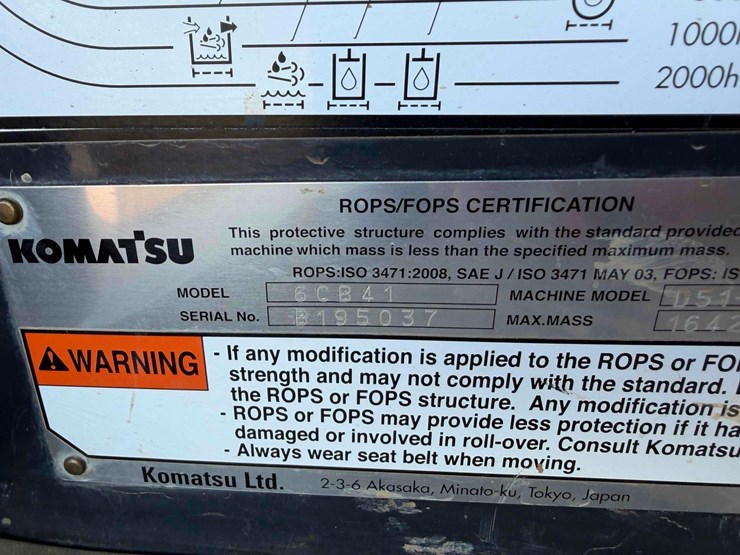 1000h
2000h
ROPS/FOPS CERTIFICATION
KOMATSU
This protective structure complies with the standard provided
machine which mass is less than the specified maximum mass.
ROPS:ISO 3471:2008, SAE J / ISO 3471 MAY 03, FOPS: IS
MODEL 6CB41 MACHINE MODEL D51-
SERIAL No. B195037 MAX.MASS 1642
WARNING
- If any modification is applied to the ROPS or FO
strength and may not comply with the standard.
the ROPS or FOPS structure. Any modification is
- ROPS or FOPS may provide less protection if it ha
damaged or involved in roll-over. Consult Komatsu
- Always wear seat belt when moving.
Komatsu Ltd. 2-3-6 Akasaka, Minato-ku, Tokyo, Japan